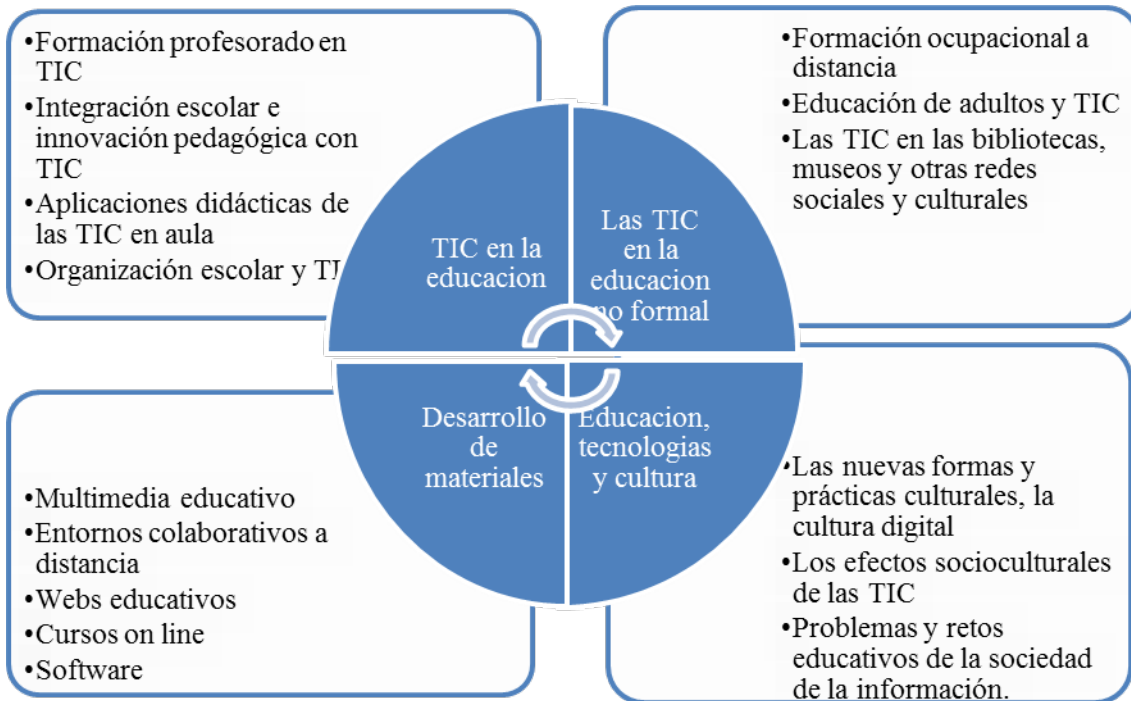 •Formación profesorado en
TIC
•Integración escolar e
innovación pedagógica con
TIC
•Aplicaciones didácticas de
las TIC en aula
•Organización escolar y
•Formación ocupacional a
distancia
•Educación de adultos y TIC
•Las TIC en las bibliotecas,
museos y otras redes
sociales y culturales
TIC en la
educacion
Las TIC
en la
educacion
no formal
Desarrollo
de
materiales
Educacion,
tecnologias
y cultura
•Multimedia educativo
•Entornos colaborativos a
distancia
•Webs educativos
•Cursos on line
•Software
•Las nuevas formas y
prácticas culturales, la
cultura digital
•Los efectos socioculturales
de las TIC
•Problemas y retos
educativos de la sociedad
de la información.